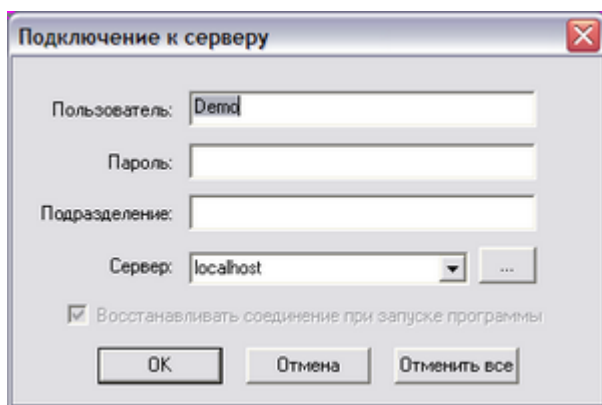 Подключение к серверу
Пользователь: Demo
Пароль:
Подразделение:
Сервер: localhost ...
Восстанавливать соединение при запуске программы
OK Отмена Отменить все